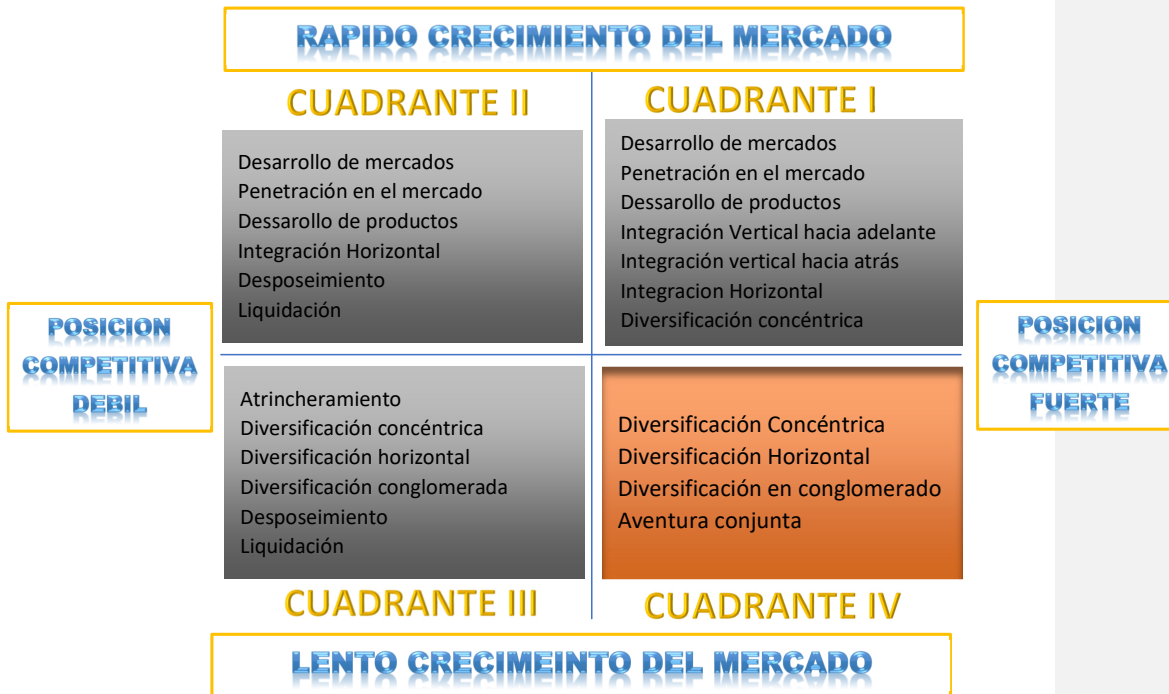 RAPIDO CRECIMIENTO DEL MERCADO
CUADRANTE II
Desarrollo de mercados
Penetración en el mercado
Dessarollo de productos
Integración Horizontal
Desposeimiento
Liquidación
CUADRANTE I
Desarrollo de mercados
Penetración en el mercado
Dessarollo de productos
Integración Vertical hacia adelante
Integración vertical hacia atrás
Integracion Horizontal
Diversificación concéntrica
POSICION
COMPETITIVA
DEBIL
POSICION
COMPETITIVA
FUERTE
Atrincheramiento
Diversificación concéntrica
Diversificación horizontal
Diversificación conglomerada
Desposeimiento
Liquidación
CUADRANTE III
Diversificación Concéntrica
Diversificación Horizontal
Diversificación en conglomerado
Aventura conjunta
CUADRANTE IV
LENTO CRECIMEINTO DEL MERCADO